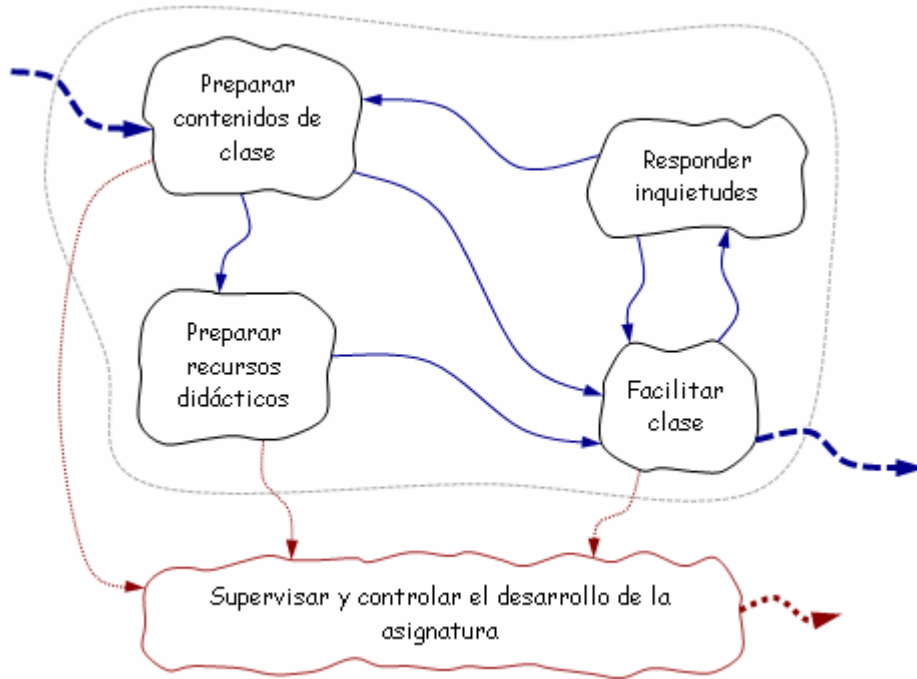 Preparar
contenidos de
clase
Responder
inquietudes
Preparar
recursos
didácticos
Facilitar
clase
Supervisar y controlar el desarrollo de la
asignatura